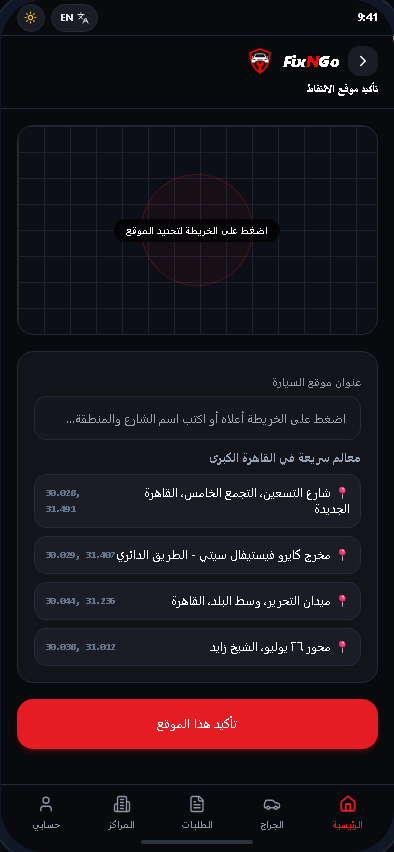 9:41
EN
FixNGo
تأكيد موقع الالتقاط
اضغط على الخريطة لتحديد الموقع
عنوان موقع السيارة
اضغط على الخريطة أعلاه أو اكتب اسم الشارع والمنطقة...
معالم سريعة في القاهرة الكبرى
شارع التسعين، التجمع الخامس، القاهرة
الجديدة
30.028,
31.491
مخرج كايرو فيستيفال سيتي - الطريق الدائري
30.029, 31.407
ميدان التحرير، وسط البلد، القاهرة
30.044, 31.236
محور ٢٦ يوليو، الشيخ زايد
30.038, 31.012
تأكيد هذا الموقع
الرئيسية
الجراج
الطلبات
المراكز
حسابي